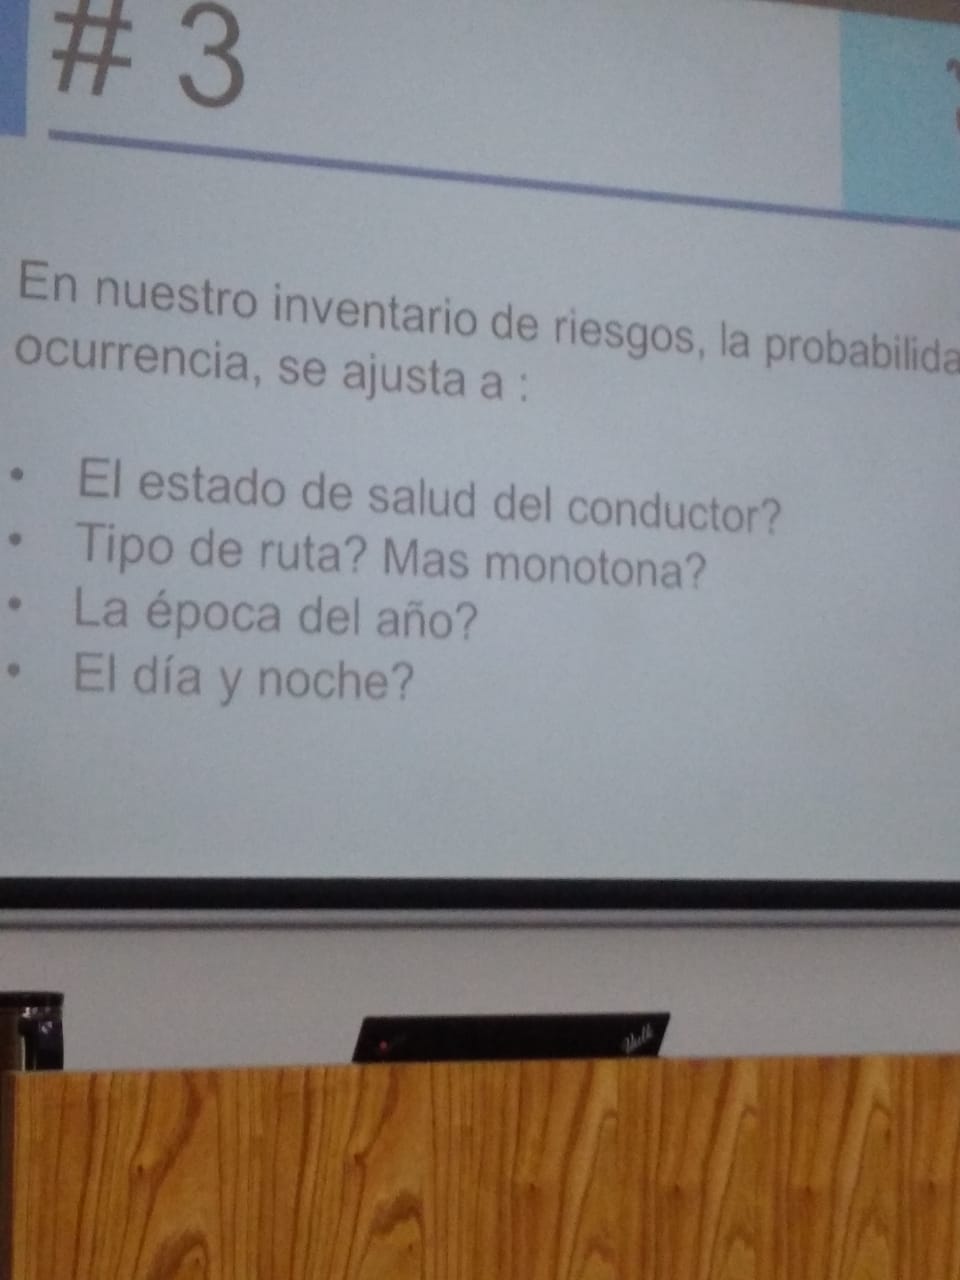 # 3
En nuestro inventario de riesgos, la probabilida
ocurrencia, se ajusta a :
• El estado de salud del conductor?
• Tipo de ruta? Mas monotona?
• La época del año?
• El día y noche?